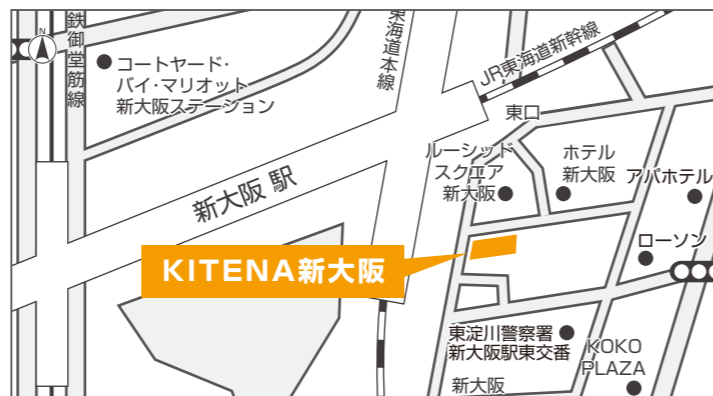 N
鉄御堂筋線
コートヤード・
バイ・マリオット
新大阪ステーション
東海道本線
JR東海道新幹線
東口
新大阪 駅
ルーシッド
スクエア
新大阪
ホテル
新大阪
アパホテル
ローソン
KITENA新大阪
東淀川警察署
新大阪駅東交番
KOKO
PLAZA
新大阪